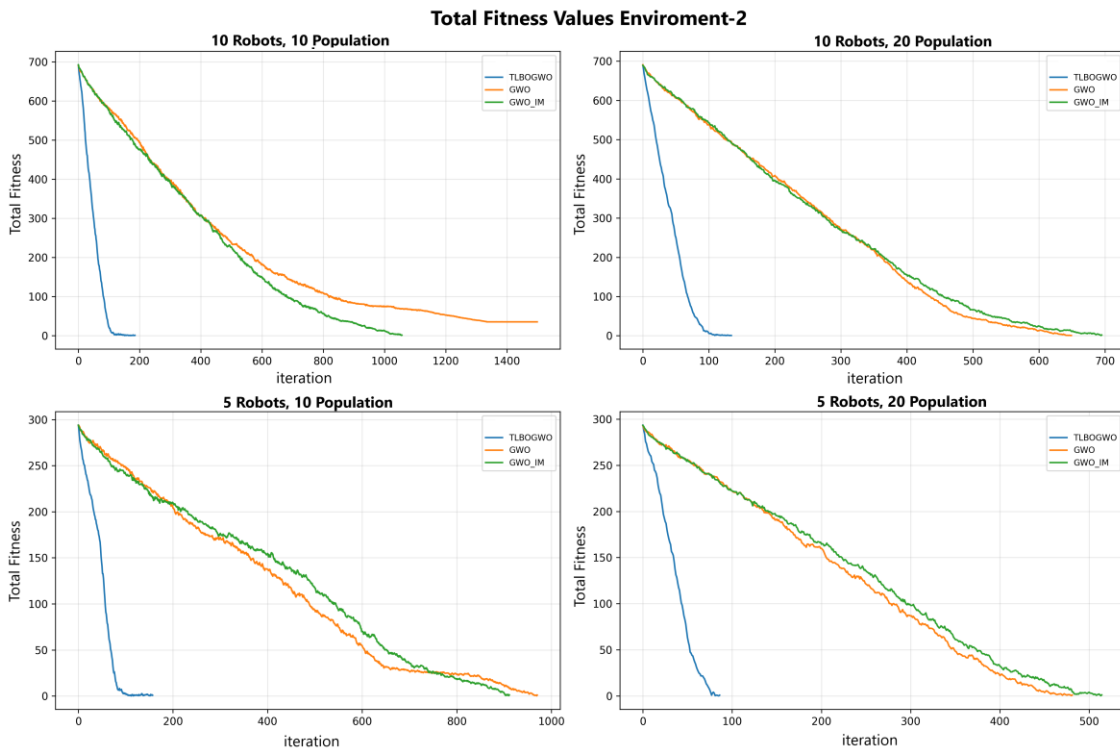 Total Fitness Values Enviroment-2
10 Robots, 10 Population
700
600
500
400
300
200
100
0
Total Fitness
TLBOGWO
GWO
GWO_IM
0 200 400 600 800 1000 1200 1400
iteration
10 Robots, 20 Population
700
600
500
400
300
200
100
0
Total Fitness
TLBOGWO
GWO
GWO_IM
0 100 200 300 400 500 600 700
iteration
5 Robots, 10 Population
300
250
200
150
100
50
0
Total Fitness
TLBOGWO
GWO
GWO_IM
0 200 400 600 800 1000
iteration
5 Robots, 20 Population
300
250
200
150
100
50
0
Total Fitness
TLBOGWO
GWO
GWO_IM
0 100 200 300 400 500
iteration